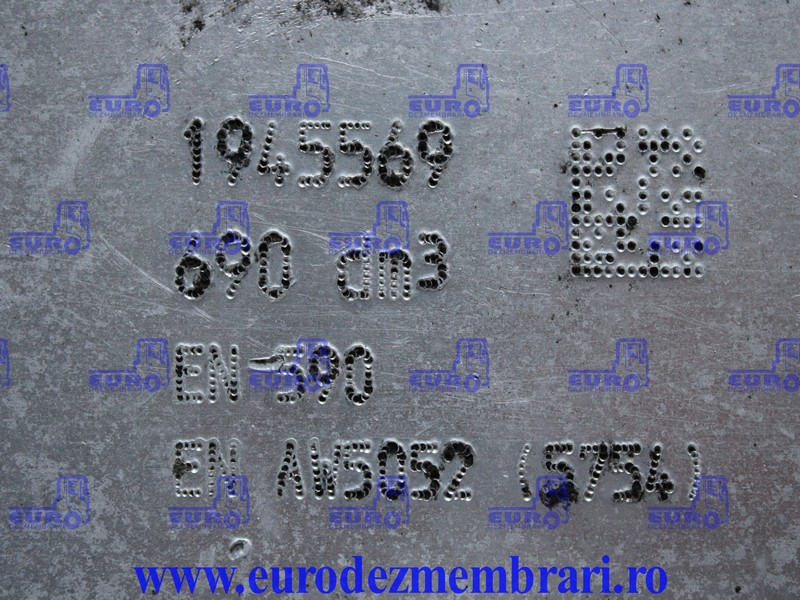 1945569
690 dm3
EN-590
EN AW5052 (5754)
www.eurodezmembrari.ro